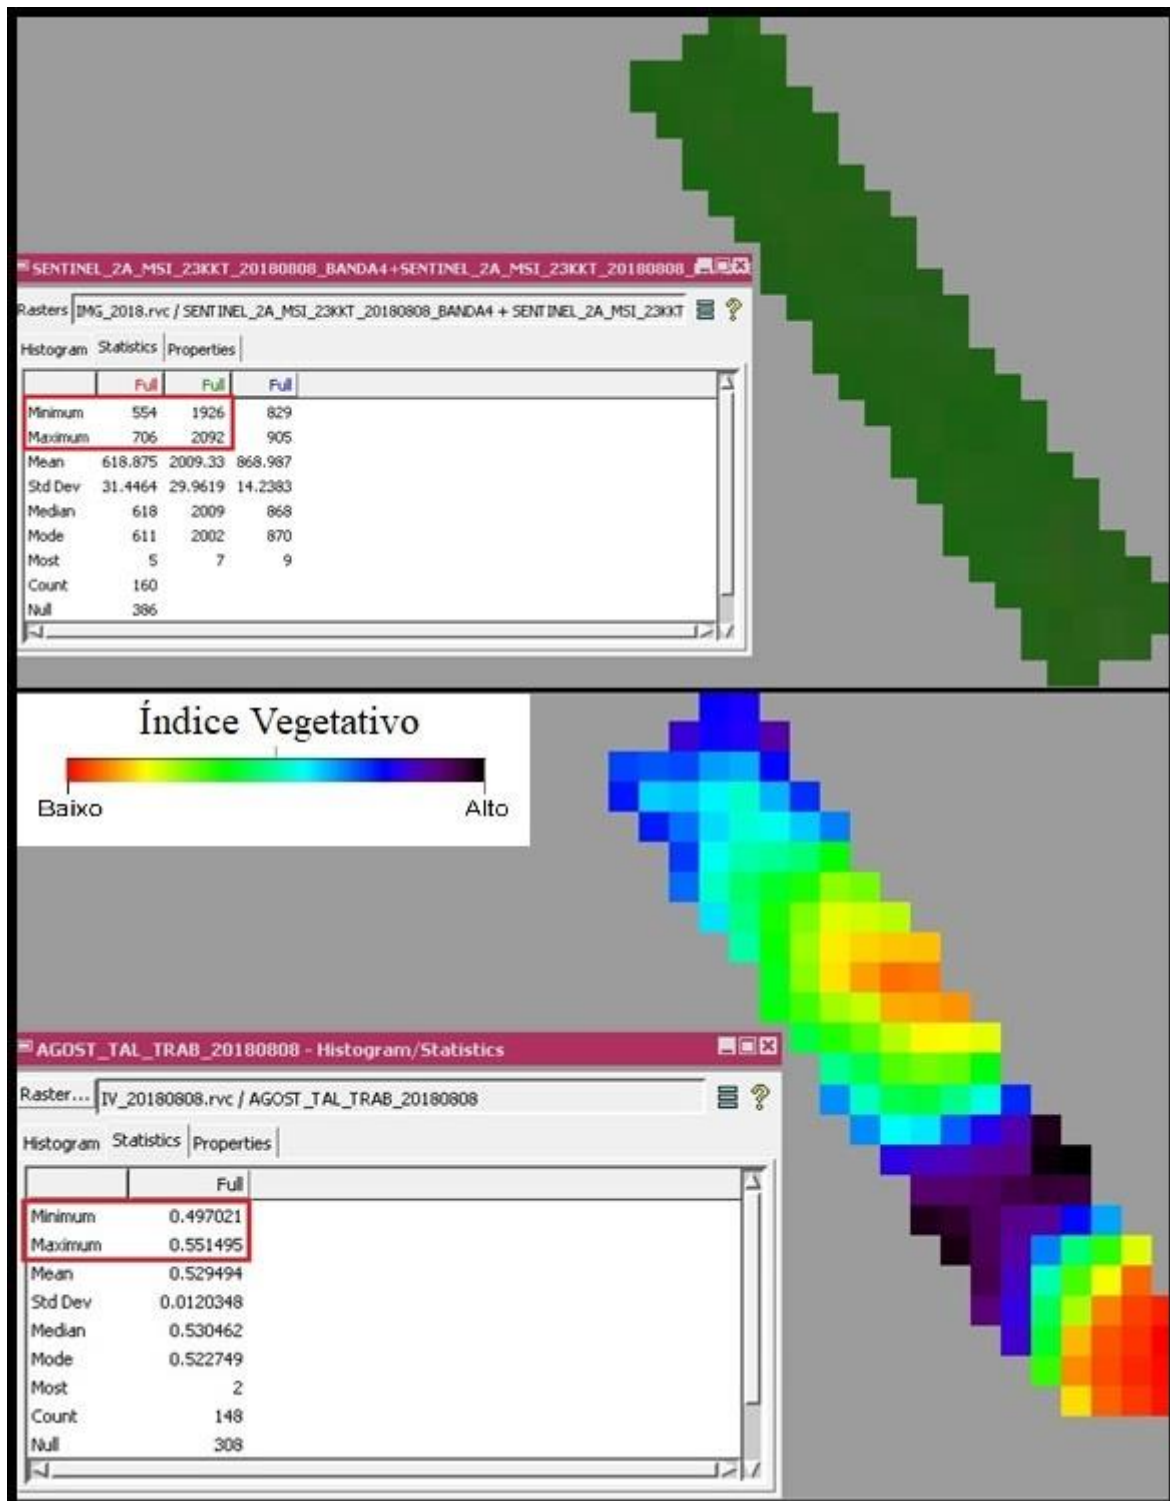 SENTINEL_2A_MSI_23KKT_20180808_BANDA4+SENTINEL_2A_MSI_23KKT_20180808_
Rasters IMG_2018.rvc / SENTINEL_2A_MSI_23KKT_20180808_BANDA4 + SENTINEL_2A_MSI_23KKT ?
Histogram Statistics Properties
Full Full Full
Minimum 554 1926 829
Maximum 706 2092 905
Mean 618.875 2009.33 868.987
Std Dev 31.4464 29.9619 14.2383
Median 618 2009 868
Mode 611 2002 870
Most 5 7 9
Count 160
Null 386
Índice Vegetativo
Baixo Alto
AGOST_TAL_TRAB_20180808 - Histogram/Statistics
Raster... IV_20180808.rvc / AGOST_TAL_TRAB_20180808 ?
Histogram Statistics Properties
Full
Minimum 0.497021
Maximum 0.551495
Mean 0.529494
Std Dev 0.0120348
Median 0.530462
Mode 0.522749
Most 2
Count 148
Null 308